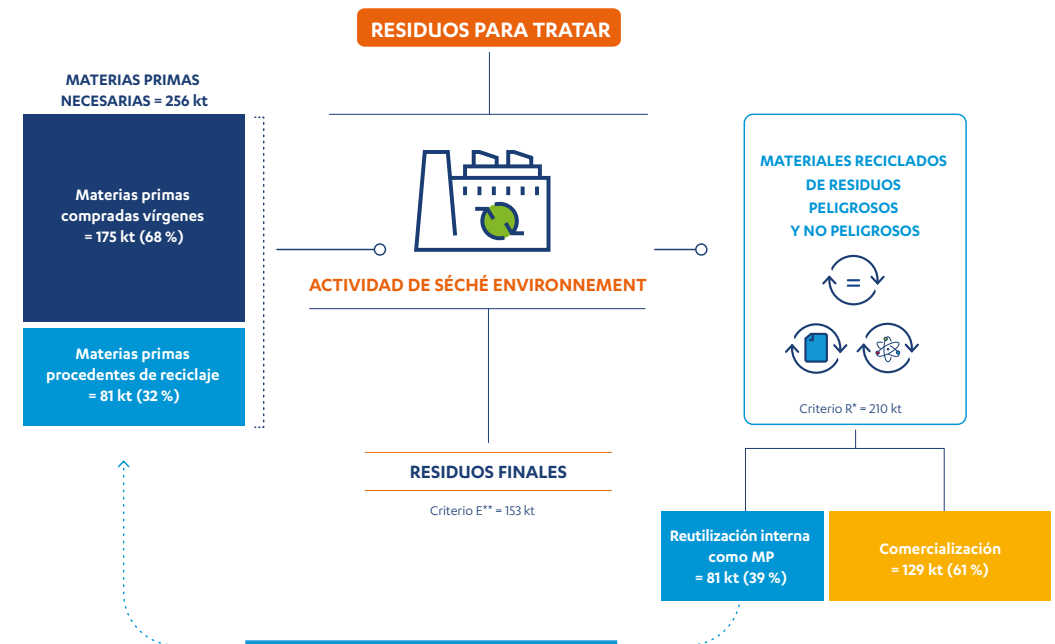 RESIDUOS PARA TRATAR
MATERIAS PRIMAS
NECESARIAS = 256 kt
Materias primas
compradas vírgenes
= 175 kt (68 %)
Materias primas
procedentes de reciclaje
= 81 kt (32 %)
ACTIVIDAD DE SÉCHÉ ENVIRONNEMENT
RESIDUOS FINALES
Criterio E** = 153 kt
MATERIALES RECICLADOS
DE RESIDUOS
PELIGROSOS
Y NO PELIGROSOS
=
Criterio R* = 210 kt
Reutilización interna
como MP
= 81 kt (39 %)
Comercialización
= 129 kt (61 %)